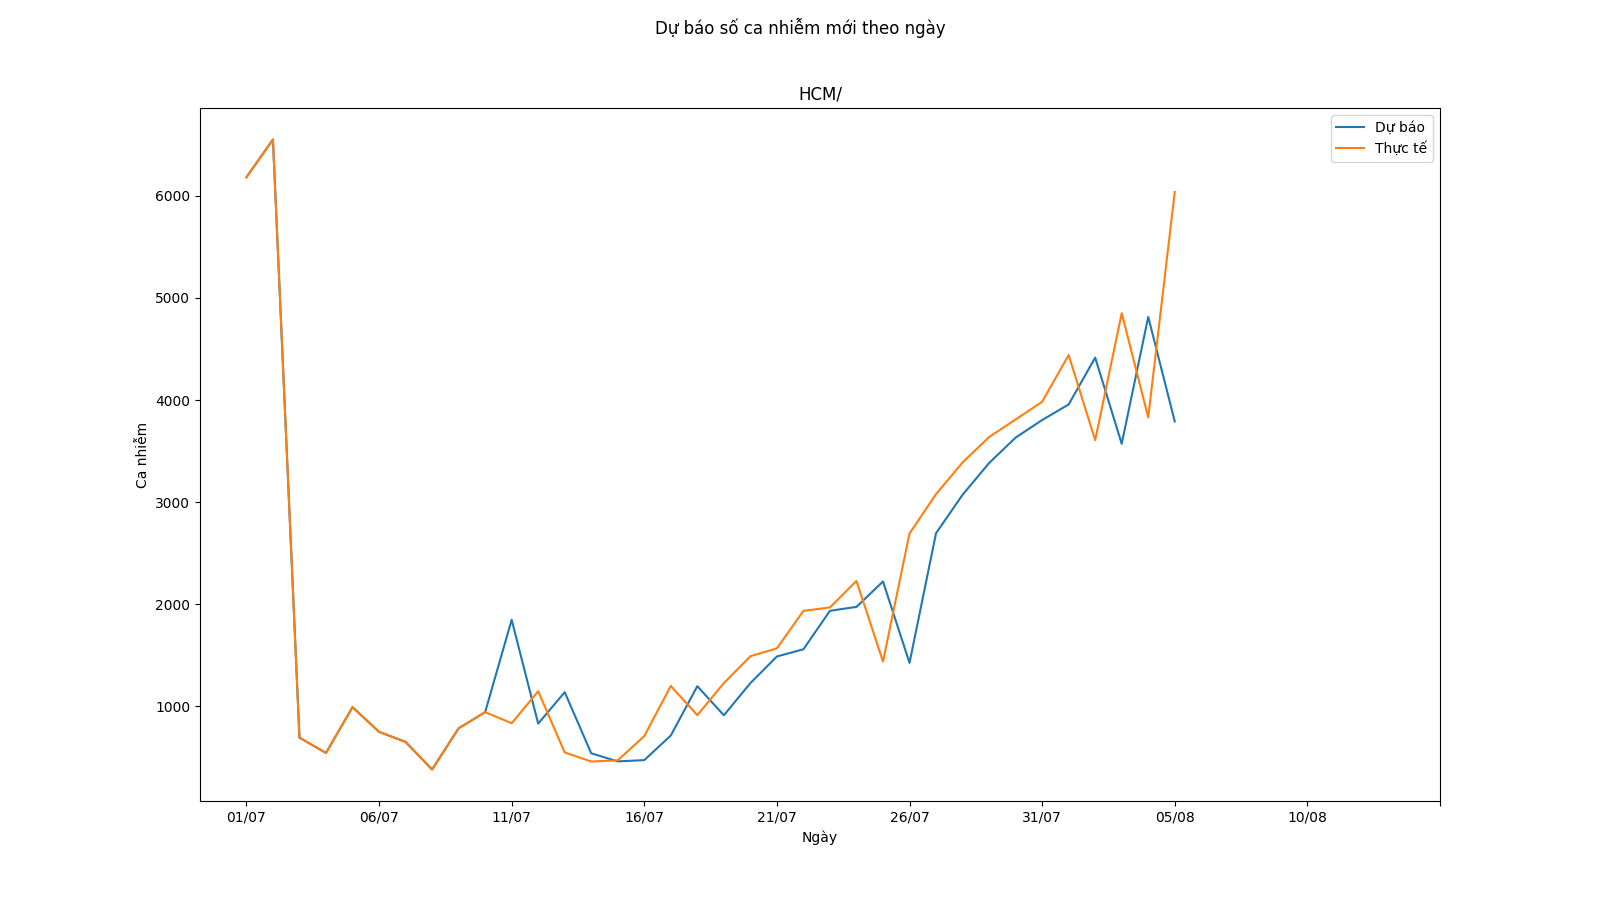 Dự báo số ca nhiễm mới theo ngày
HCM/
Dự báo
Thực tế
6000
5000
4000
3000
2000
1000
Ca nhiễm
01/07 06/07 11/07 16/07 21/07 26/07 31/07 05/08 10/08
Ngày